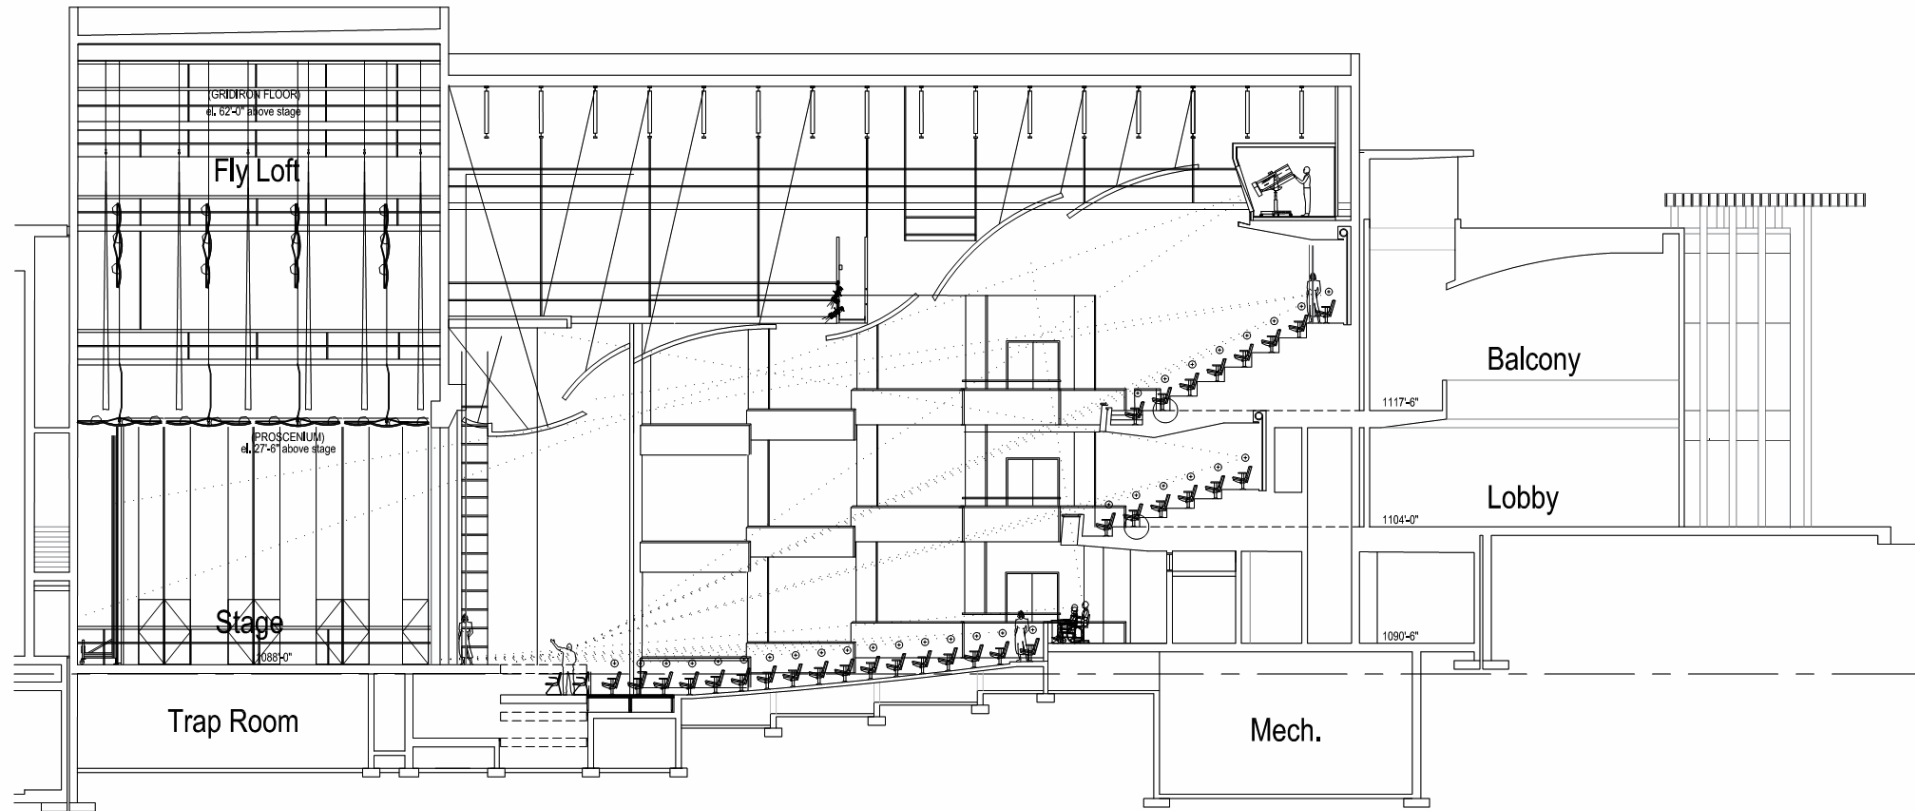 (GRIDIRON FLOOR)
el. 62'-0" above stage
Fly Loft
Balcony
1117'-6"
(PROSCENIUM)
el. 27'-6" above stage
Lobby
1104'-0"
Stage
1088'-0"
1090'-6"
Trap Room
Mech.